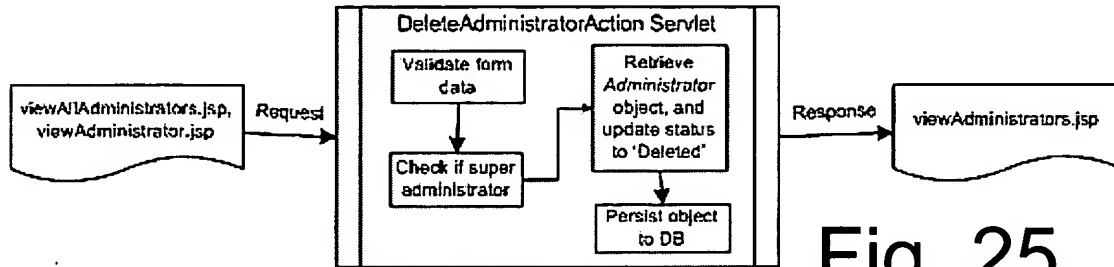 DeleteAdministratorAction Servlet
viewAllAdministrators.jsp,
viewAdministrator.jsp
Request
Validate form
data
Check if super
administrator
Retrieve
Administrator
object, and
update status
to "Deleted"
Persist object
to DB
Response
viewAdministrators.jsp
Fig. 25